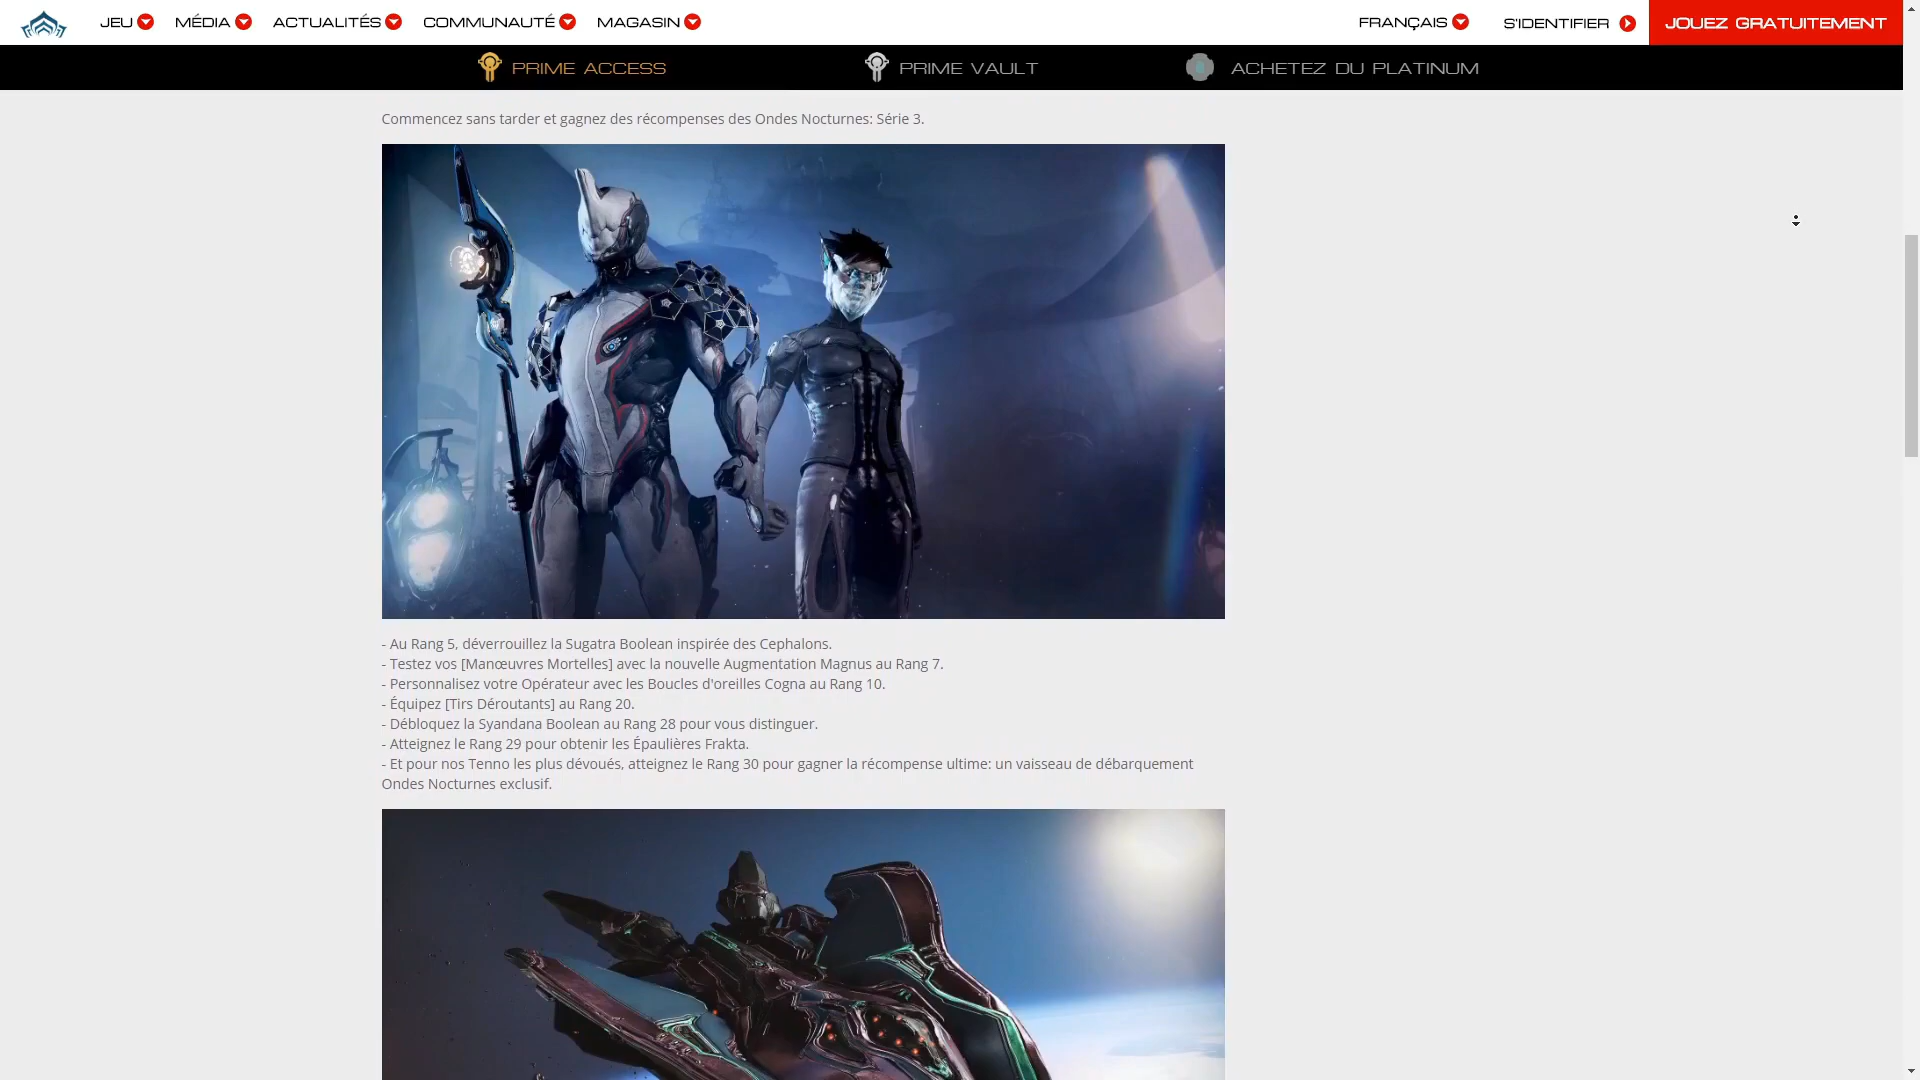 JEU MÉDIA ACTUALITÉS COMMUNAUTÉ MAGASIN FRANÇAIS S'IDENTIFIER JOUEZ GRATUITEMENT
PRIME ACCESS PRIME VAULT ACHETEZ DU PLATINUM
Commencez sans tarder et gagnez des récompenses des Ondes Nocturnes: Série 3.
- Au Rang 5, déverrouillez la Sugatra Boolean inspirée des Cephalons.
- Testez vos [Manœuvres Mortelles] avec la nouvelle Augmentation Magnus au Rang 7.
- Personnalisez votre Opérateur avec les Boucles d'oreilles Cogna au Rang 10.
- Équipez [Tirs Déroutants] au Rang 20.
- Débloquez la Syandana Boolean au Rang 28 pour vous distinguer.
- Atteignez le Rang 29 pour obtenir les Épaulières Frakta.
- Et pour nos Tenno les plus dévoués, atteignez le Rang 30 pour gagner la récompense ultime: un vaisseau de débarquement
Ondes Nocturnes exclusif.